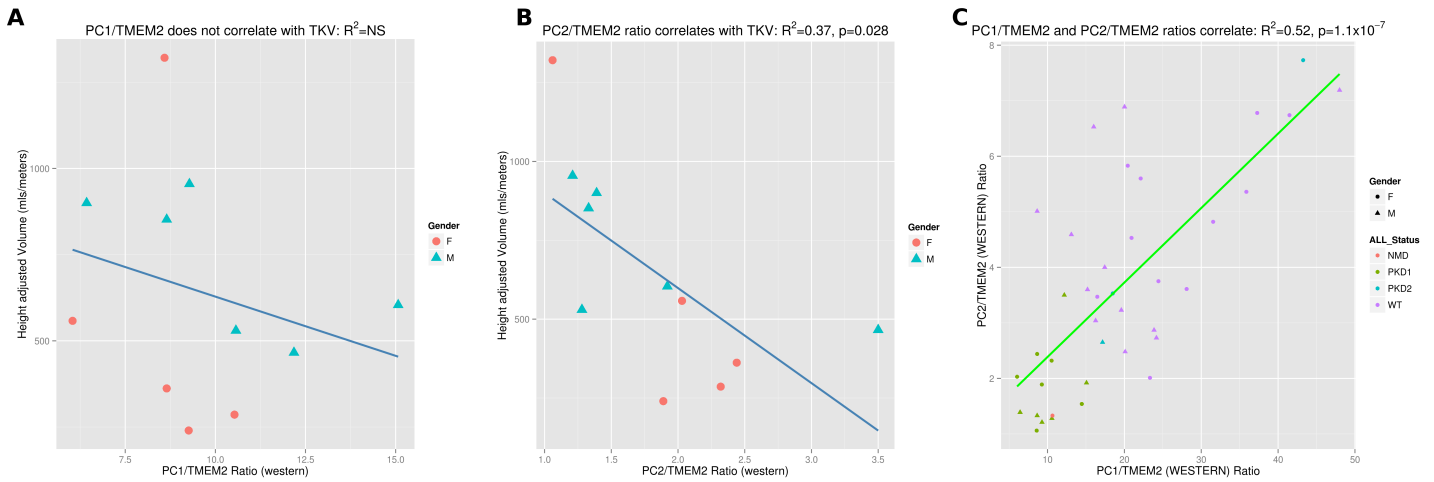 A
PC1/TMEM2 does not correlate with TKV: R²=NS
Height adjusted Volume (mls/meters)
1000
500
7.5
10.0
12.5
15.0
PC1/TMEM2 Ratio (western)
Gender
F
M
B
PC2/TMEM2 ratio correlates with TKV: R²=0.37, p=0.028
Height adjusted Volume (mls/meters)
1000
500
1.0
1.5
2.0
2.5
3.0
3.5
PC2/TMEM2 Ratio (western)
Gender
F
M
C
PC1/TMEM2 and PC2/TMEM2 ratios correlate: R²=0.52, p=1.1x10⁻⁷
PC2/TMEM2 (WESTERN) Ratio
8
6
4
2
10
20
30
40
50
PC1/TMEM2 (WESTERN) Ratio
Gender
F
M
ALL_Status
NMD
PKD1
PKD2
WT